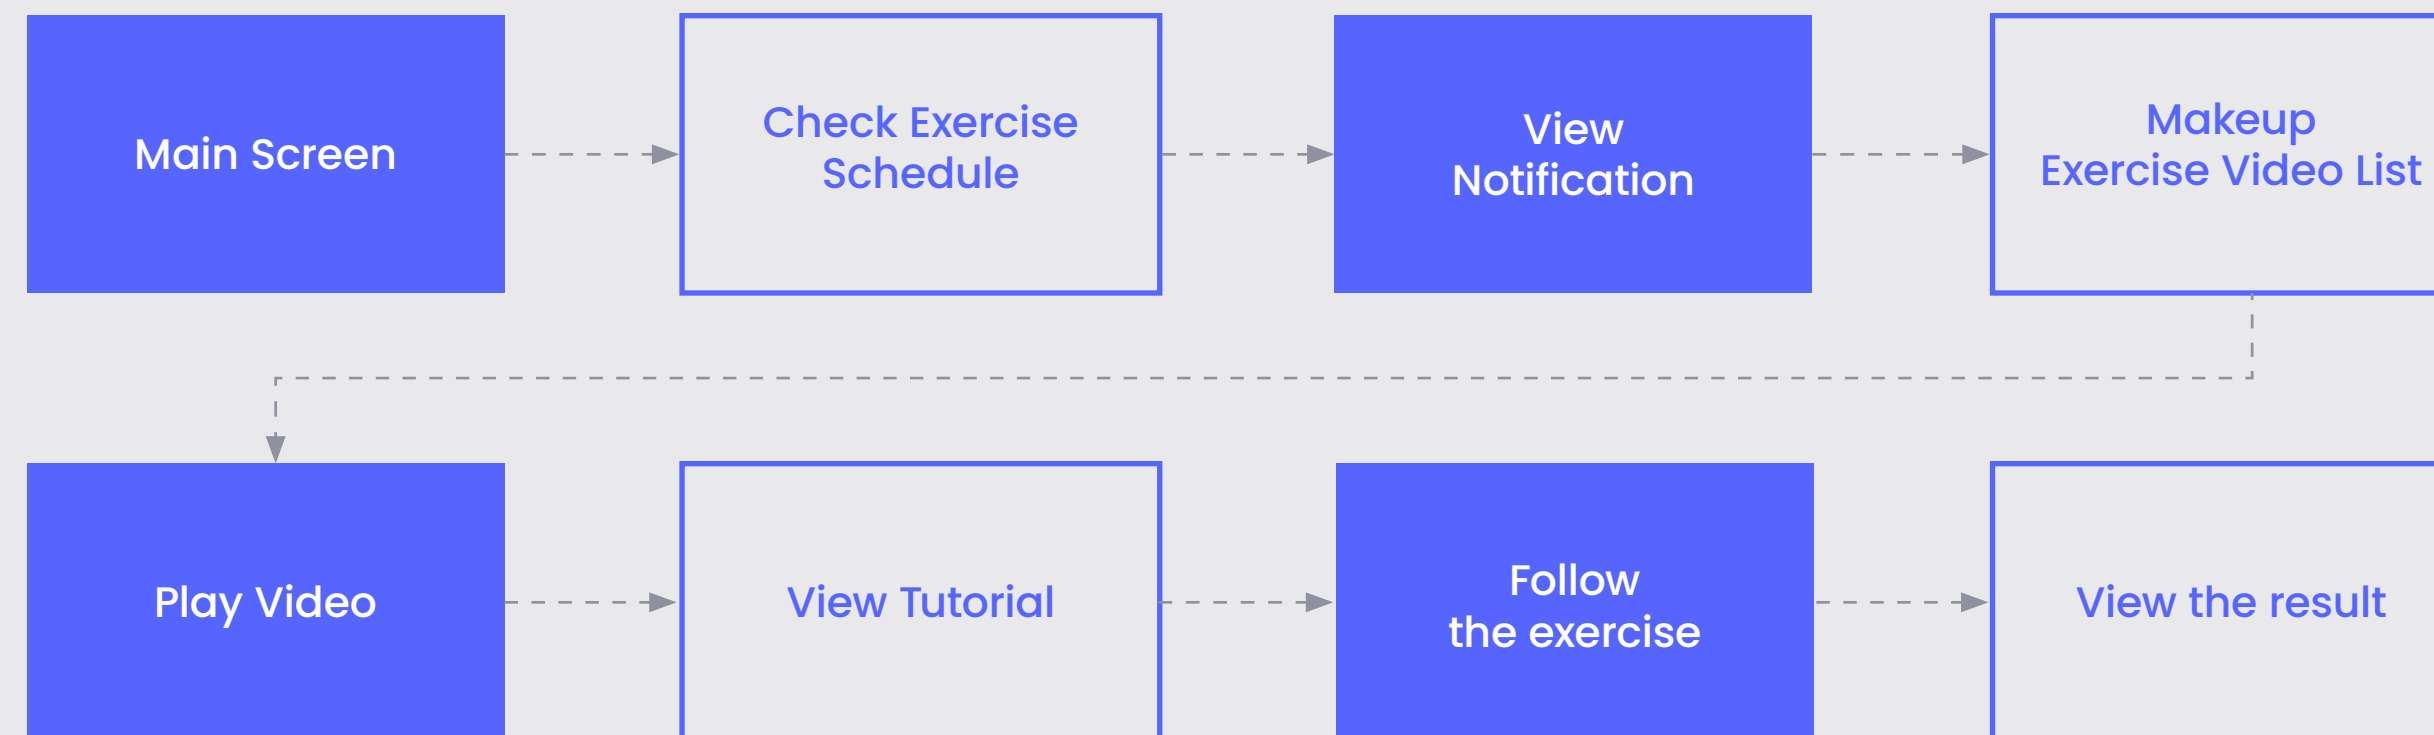 Main Screen
Check Exercise
Schedule
View
Notification
Makeup
Exercise Video List
Play Video
View Tutorial
Follow
the exercise
View the result